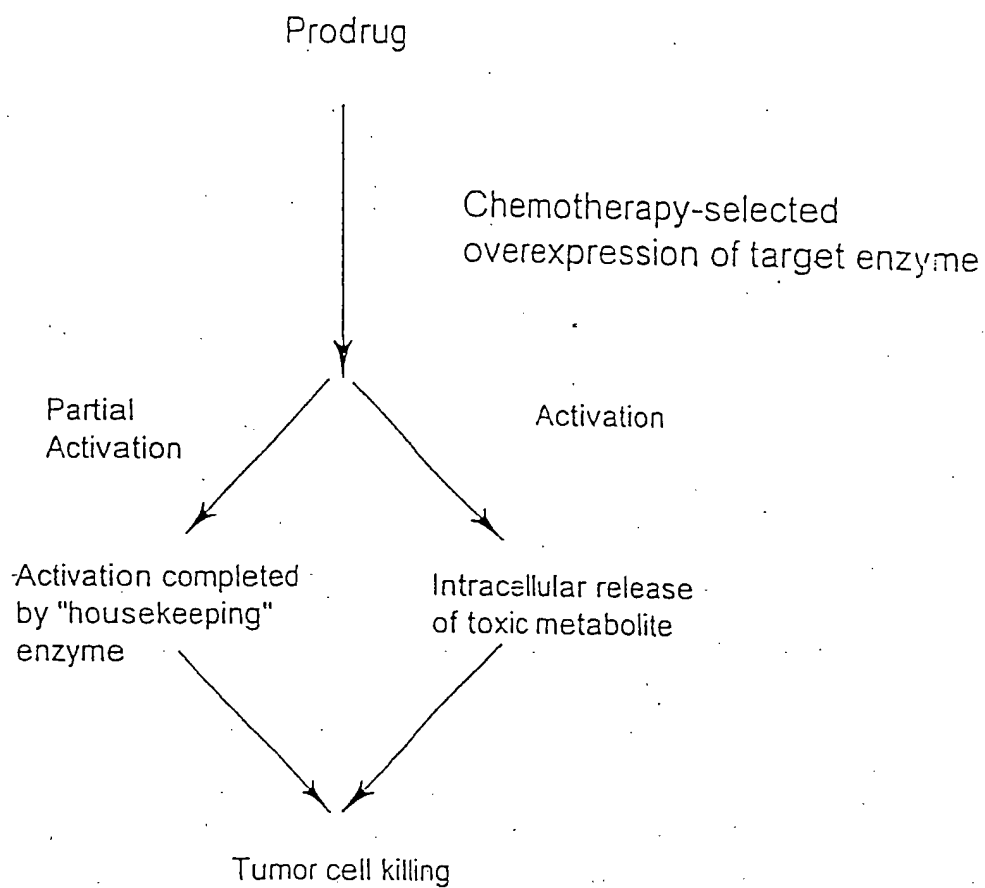 Prodrug
Chemotherapy-selected
overexpression of target enzyme
Partial
Activation
Activation
Activation completed
by "housekeeping"
enzyme
Intracellular release
of toxic metabolite
Tumor cell killing